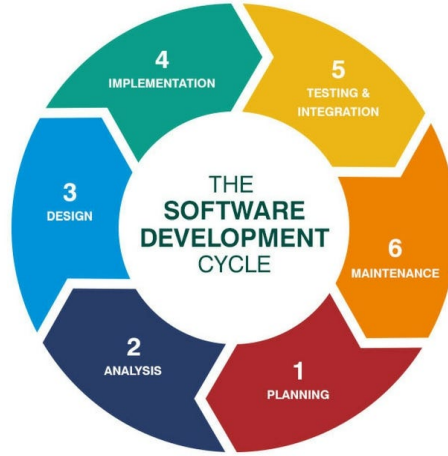 THE
SOFTWARE
DEVELOPMENT
CYCLE
1
PLANNING
2
ANALYSIS
3
DESIGN
4
IMPLEMENTATION
5
TESTING &
INTEGRATION
6
MAINTENANCE